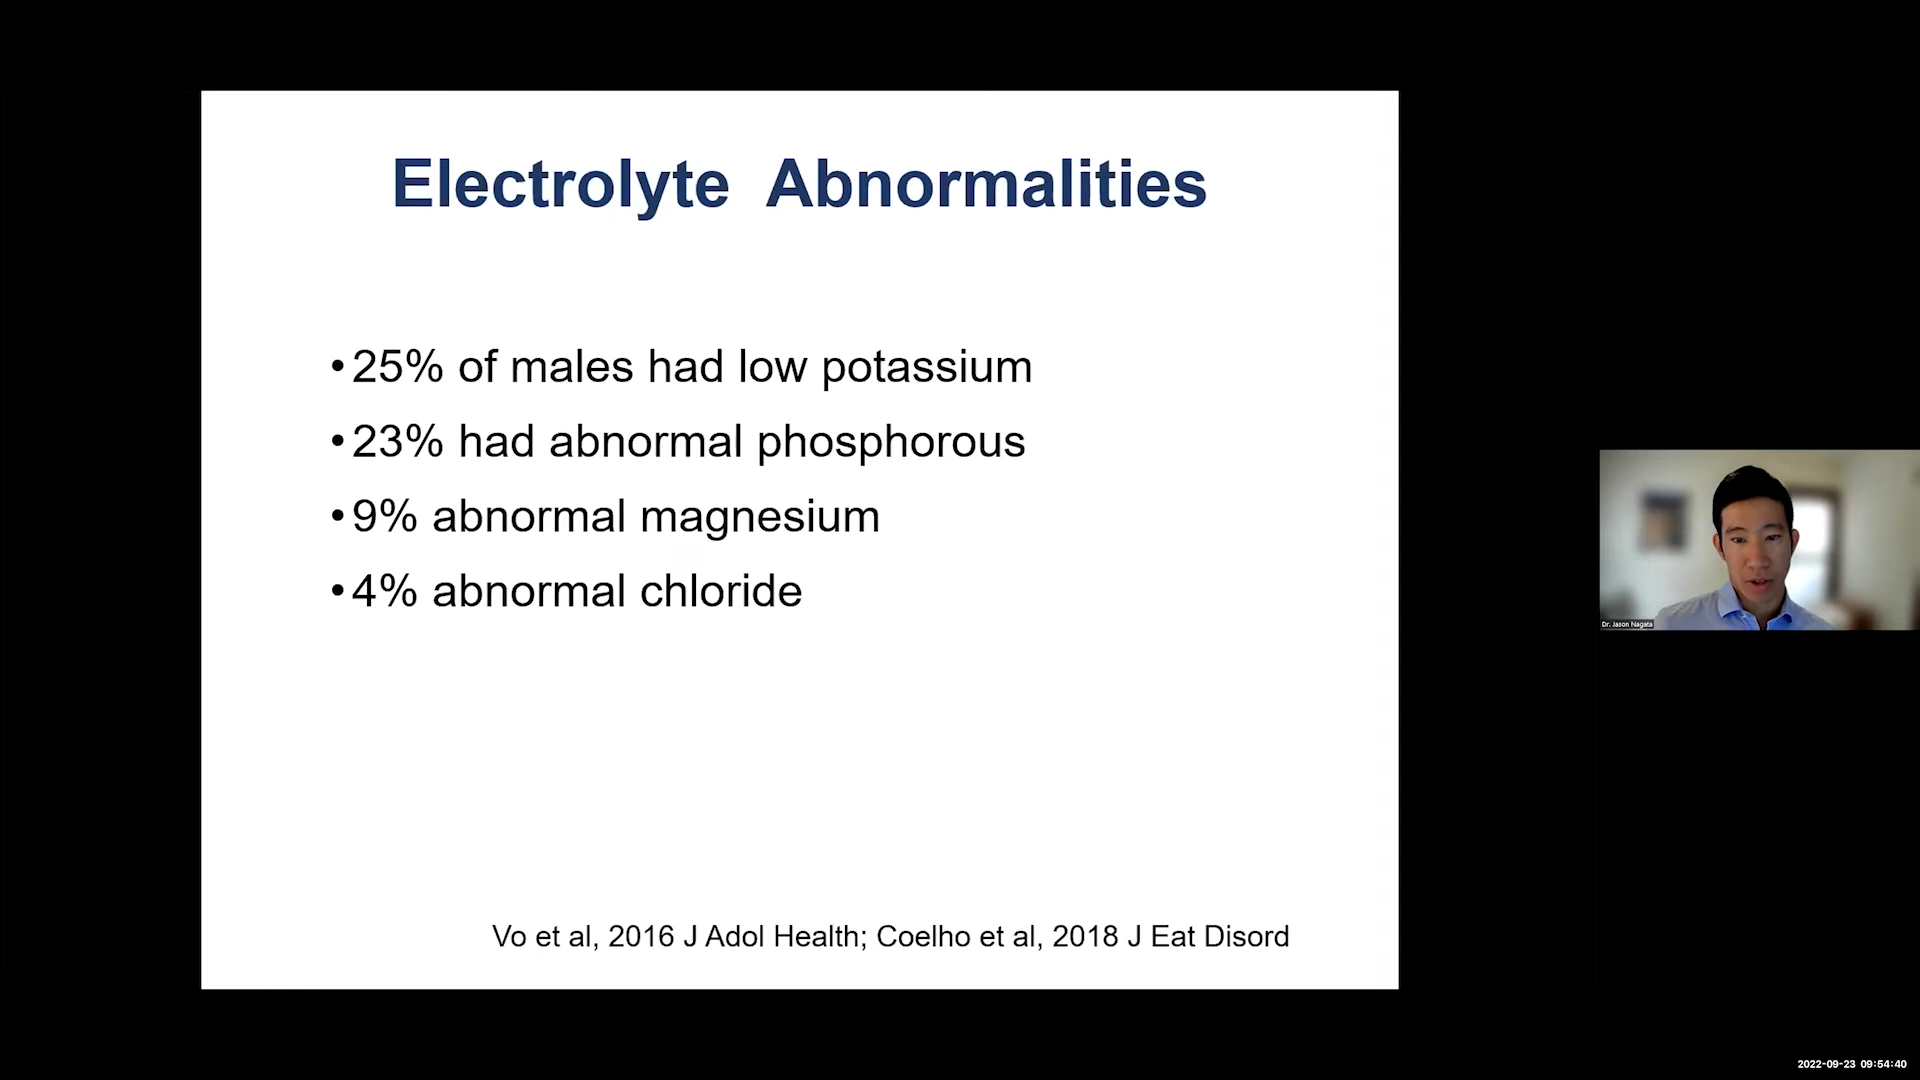 Electrolyte Abnormalities
•25% of males had low potassium
•23% had abnormal phosphorous
•9% abnormal magnesium
•4% abnormal chloride
Vo et al, 2016 J Adol Health; Coelho et al, 2018 J Eat Disord
Dr. Jason Nagata
2022-09-23 09:54:40